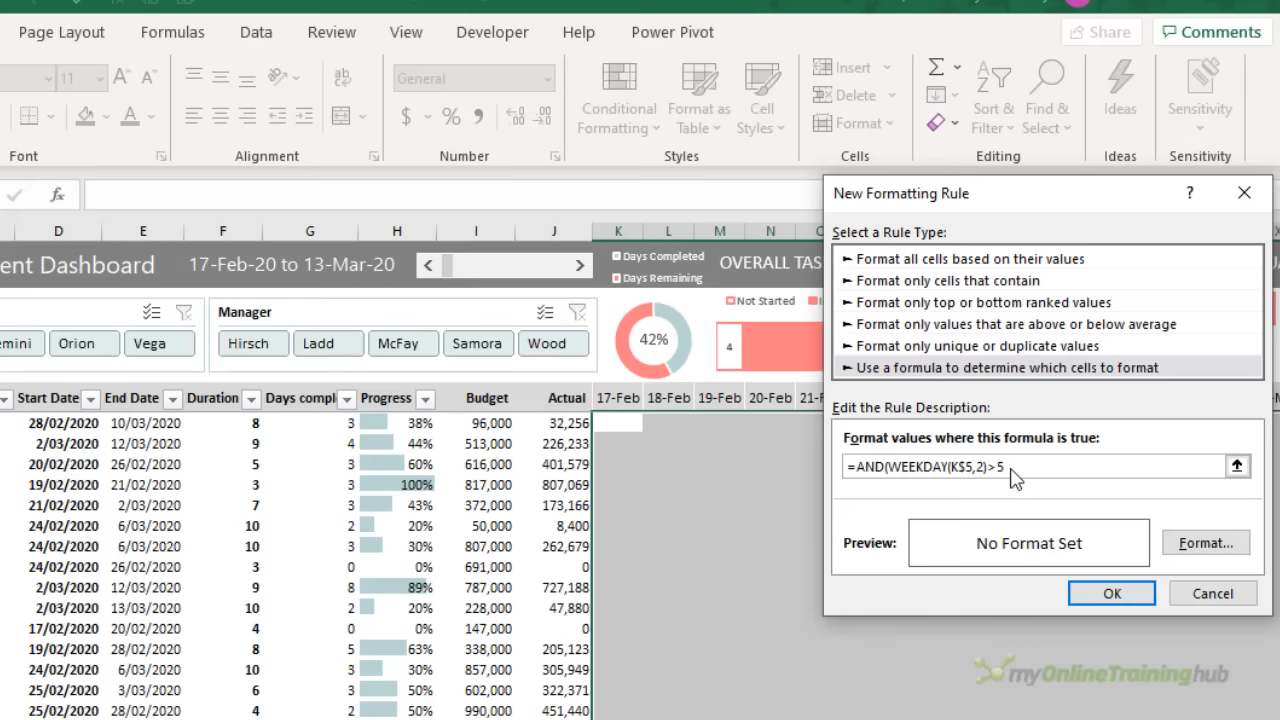 Page Layout Formulas Data Review View Developer Help Power Pivot Share Comments
11 A A ab General Insert Σ
$ % Conditional Formatting Format as Table Cell Styles Delete Sort & Filter Find & Select Ideas Sensitivity
Format
Font Alignment Number Styles Cells Editing Ideas Sensitivity
fx
New Formatting Rule ? 
D E F G H I J K L M N
ent Dashboard 17-Feb-20 to 13-Mar-20 Days Completed
Days Remaining
OVERALL TAS
Manager
mini Orion Vega Hirsch Ladd McFay Samora Wood
42%
Not Started
4
Start Date End Date Duration Days compl Progress Budget Actual 17-Feb 18-Feb 19-Feb 20-Feb 21-F
28/02/2020 10/03/2020 8 3 38% 96,000 32,256
2/03/2020 12/03/2020 9 4 44% 513,000 226,233
20/02/2020 26/02/2020 5 3 60% 616,000 401,579
19/02/2020 21/02/2020 3 3 100% 817,000 807,069
21/02/2020 2/03/2020 7 3 43% 372,000 173,166
24/02/2020 6/03/2020 10 2 20% 50,000 8,400
24/02/2020 6/03/2020 10 3 30% 807,000 262,679
24/02/2020 26/02/2020 3 0 0% 691,000 0
2/03/2020 12/03/2020 9 8 89% 787,000 727,188
2/03/2020 13/03/2020 10 2 20% 228,000 47,880
17/02/2020 20/02/2020 4 0 0% 147,000 0
19/02/2020 28/02/2020 8 5 63% 338,000 205,123
24/02/2020 6/03/2020 10 3 30% 857,000 305,949
25/02/2020 3/03/2020 6 3 50% 602,000 322,371
25/02/2020 28/02/2020 4 2 50% 990,000 451,440
Select a Rule Type:
► Format all cells based on their values
► Format only cells that contain
► Format only top or bottom ranked values
► Format only values that are above or below average
► Format only unique or duplicate values
► Use a formula to determine which cells to format
Edit the Rule Description:
Format values where this formula is true:
=AND(WEEKDAY(K$5,2)>5
Preview: No Format Set Format...
OK Cancel
myOnlineTraininghub